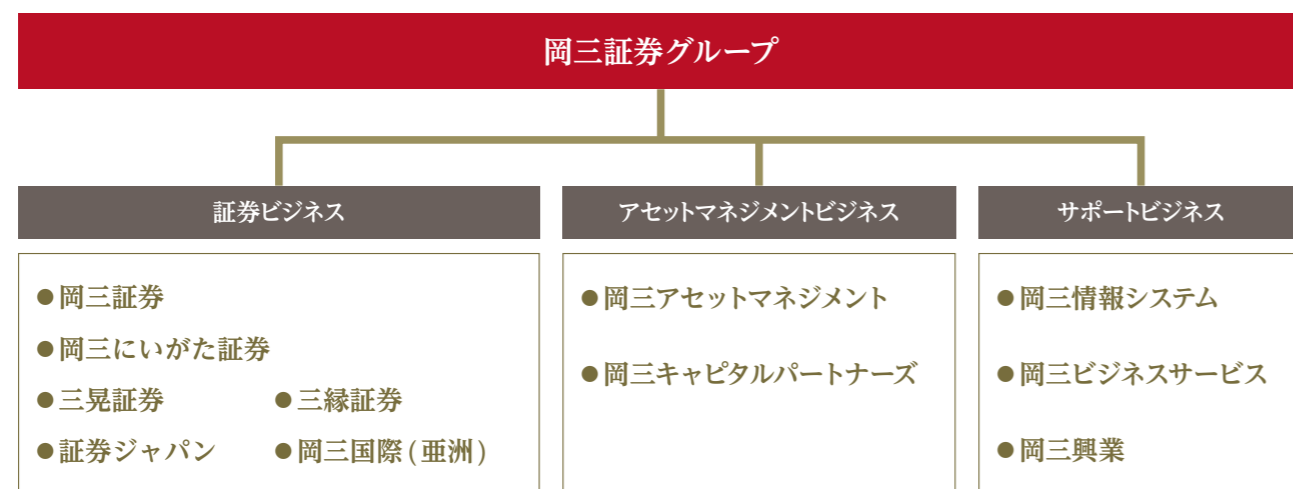 岡三証券グループ
証券ビジネス
●岡三証券
●岡三にいがた証券
●三晃証券 ●三縁証券
●証券ジャパン ●岡三国際(亜洲)
アセットマネジメントビジネス
●岡三アセットマネジメント
●岡三キャピタルパートナーズ
サポートビジネス
●岡三情報システム
●岡三ビジネスサービス
●岡三興業